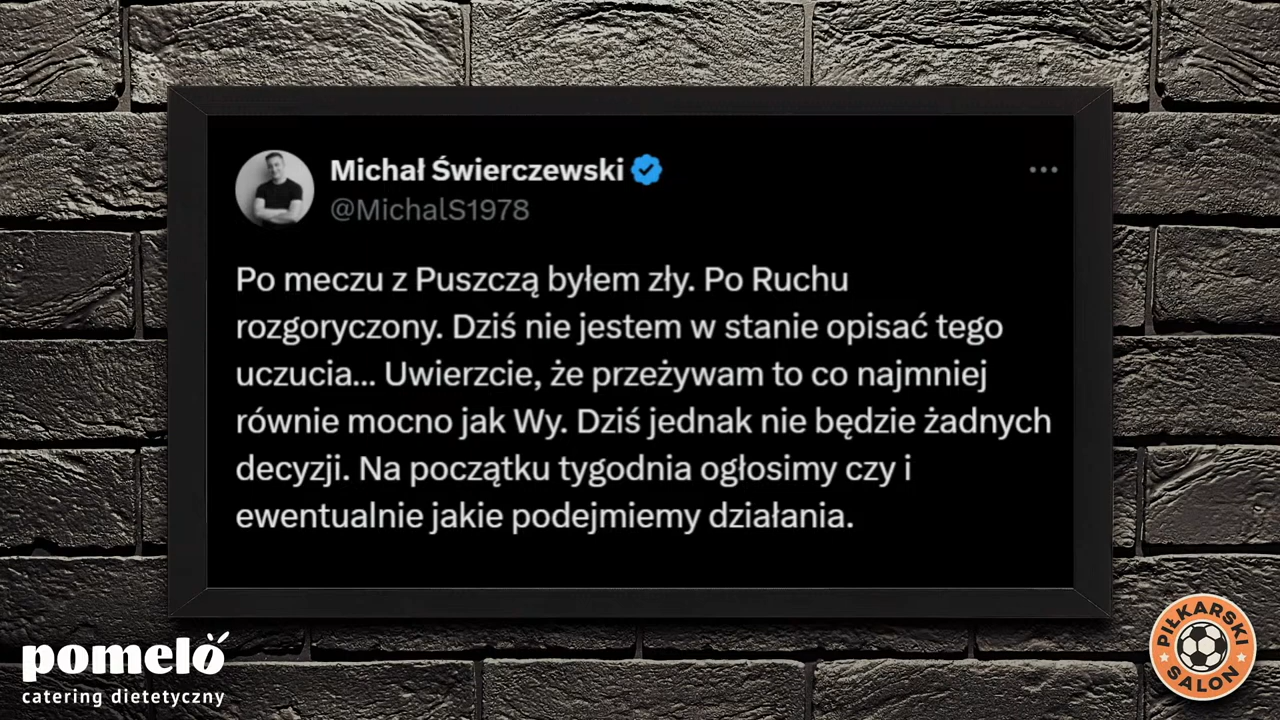 Michał Świerczewski
@MichalS1978
Po meczu z Puszczą byłem zły. Po Ruchu
rozgoryczony. Dziś nie jestem w stanie opisać tego
uczucia... Uwierzcie, że przeżywam to co najmniej
równie mocno jak Wy. Dziś jednak nie będzie żadnych
decyzji. Na początku tygodnia ogłosimy czy i
ewentualnie jakie podejmiemy działania.
pomelo
catering dietetyczny
PIŁKARSKI
SALON